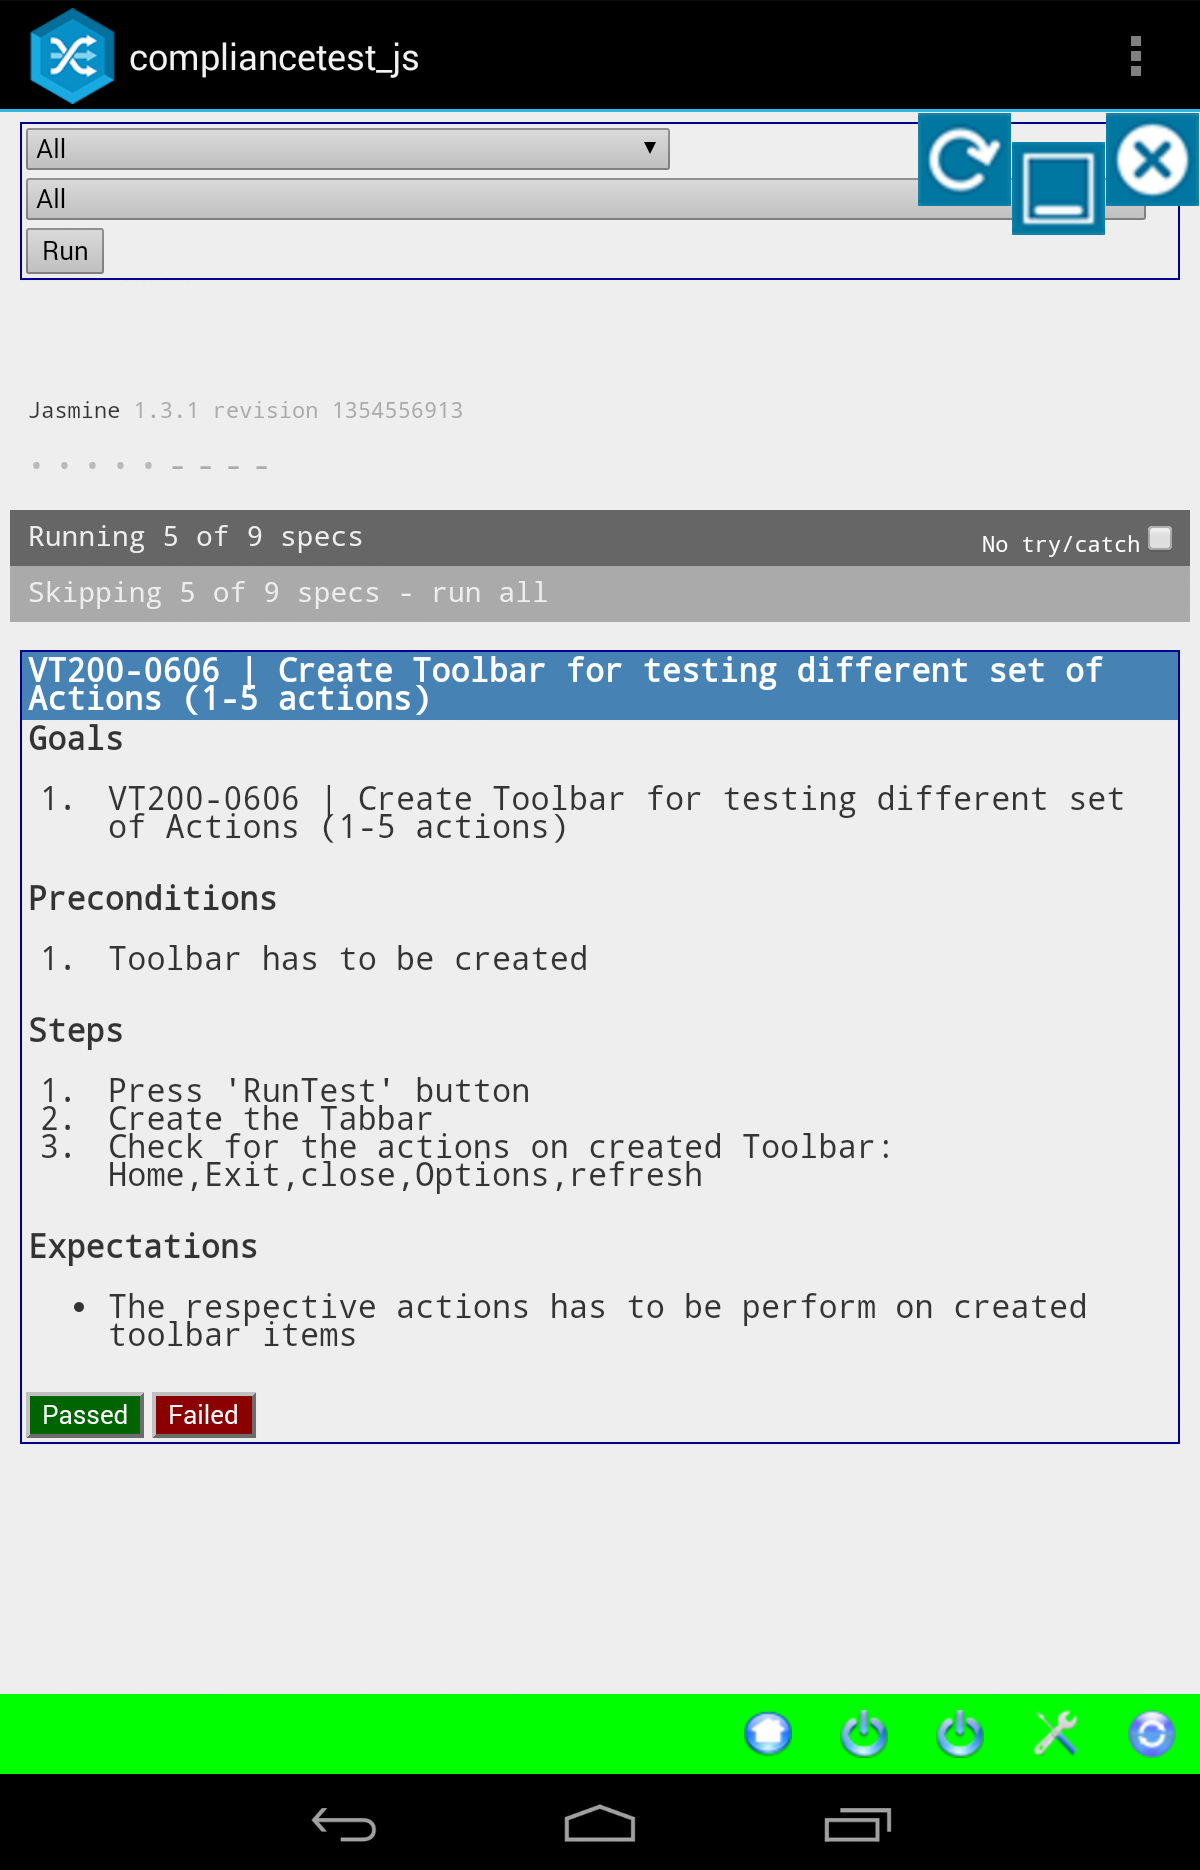 compliancetest_js
All
All
Run
Jasmine 1.3.1 revision 1354556913
• • • • • - - - -
Running 5 of 9 specs
No try/catch
Skipping 5 of 9 specs - run all
VT200-0606 | Create Toolbar for testing different set of
Actions (1-5 actions)
Goals
1. VT200-0606 | Create Toolbar for testing different set
of Actions (1-5 actions)
Preconditions
1. Toolbar has to be created
Steps
1. Press 'RunTest' button
2. Create the Tabbar
3. Check for the actions on created Toolbar:
Home,Exit,close,Options,refresh
Expectations
• The respective actions has to be perform on created
toolbar items
Passed Failed